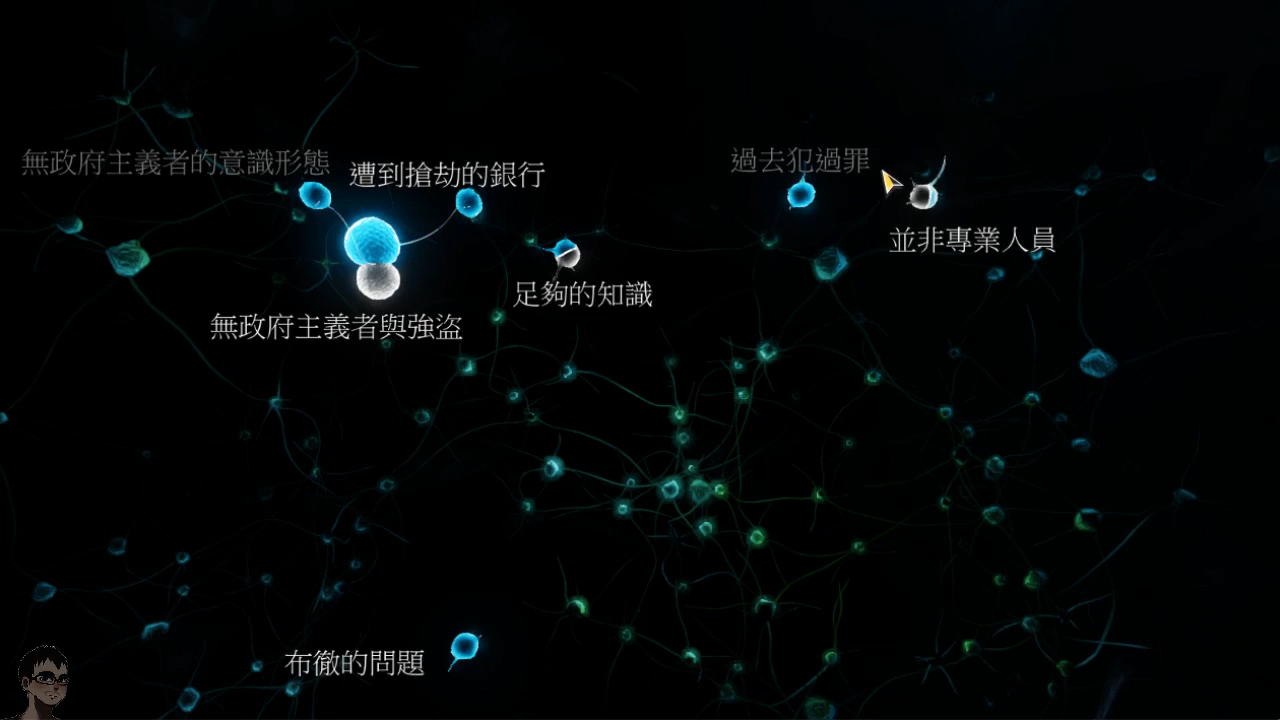 無政府主義者的意識形態
遭到搶劫的銀行
過去犯過罪
並非專業人員
足夠的知識
無政府主義者與強盜
布徹的問題